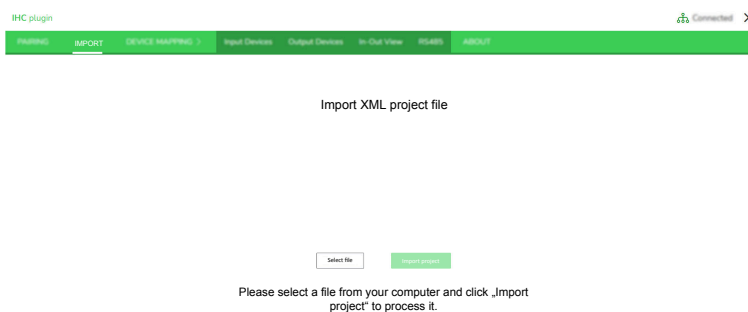 IHC plugin
Connected
PAIRING IMPORT DEVICE MAPPING > Input Devices Output Devices In-Out View RS485 ABOUT
Import XML project file
Select file Import project
Please select a file from your computer and click „Import
project“ to process it.